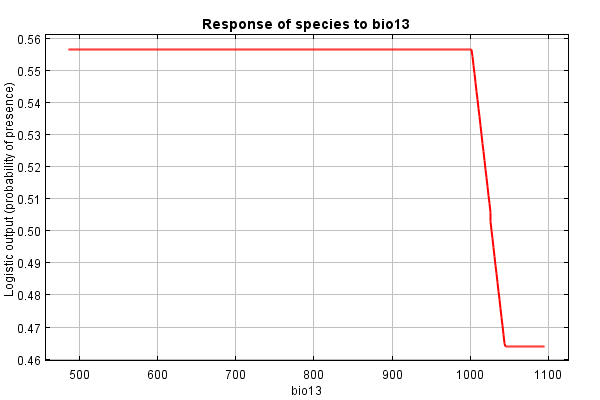 Response of species to bio13
Logistic output (probability of presence)
0.56
0.55
0.54
0.53
0.52
0.51
0.50
0.49
0.48
0.47
0.46
500 600 700 800 900 1000 1100
bio13